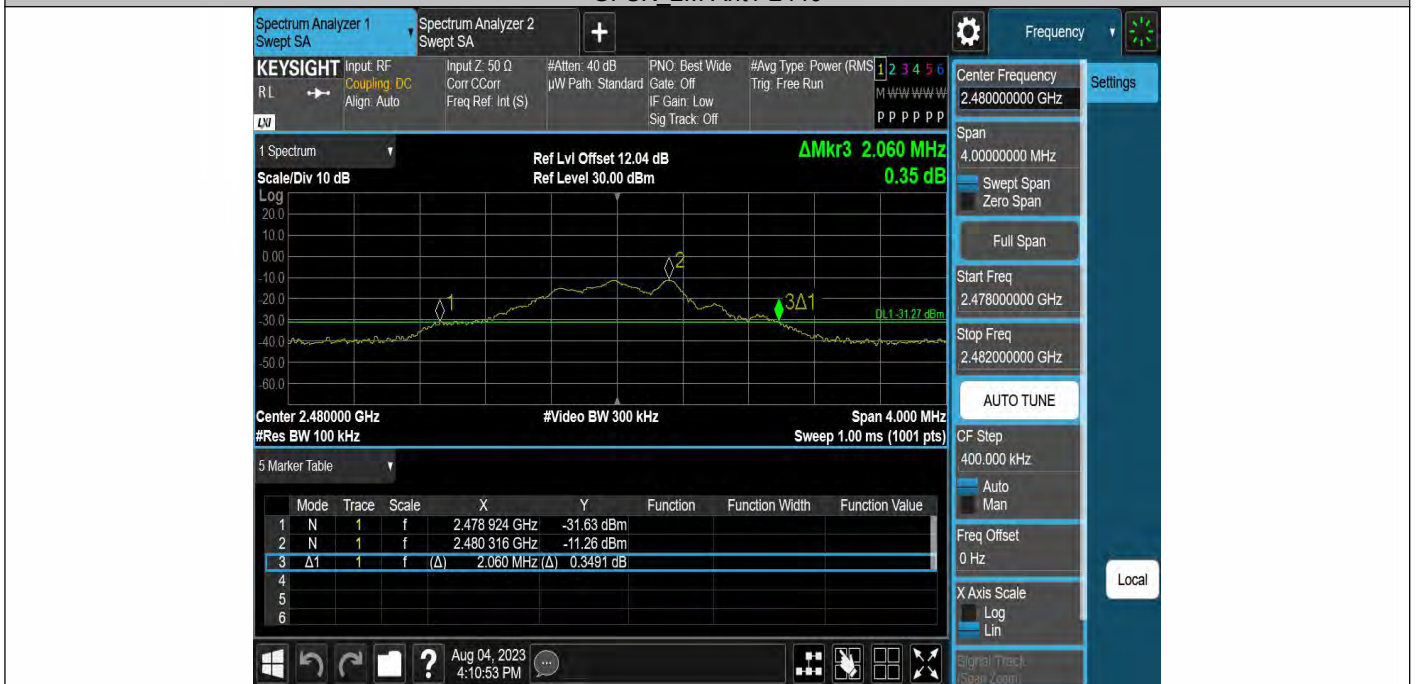 Spectrum Analyzer 1
Swept SA
Spectrum Analyzer 2
Swept SA
+
Frequency
KEYSIGHT
RL
LXI
Input: RF
Coupling: DC
Align: Auto
Input Z: 50 Ω
Corr CCorr
Freq Ref: Int (S)
#Atten: 40 dB
µW Path: Standard
PNO: Best Wide
Gate: Off
IF Gain: Low
Sig Track: Off
#Avg Type: Power (RMS
Trig: Free Run
1 2 3 4 5 6
M W W W W W
P P P P P P
1 Spectrum
Scale/Div 10 dB
Ref Lvl Offset 12.04 dB
Ref Level 30.00 dBm
ΔMkr3 2.060 MHz
0.35 dB
Log
20.0
10.0
0.00
-10.0
-20.0
-30.0
-40.0
-50.0
-60.0
1
2
3Δ1
DL1 -31.27 dBm
Center 2.480000 GHz
#Video BW 300 kHz
Span 4.000 MHz
#Res BW 100 kHz
Sweep 1.00 ms (1001 pts)
5 Marker Table
Mode Trace Scale X Y Function Function Width Function Value
1 N 1 f 2.478 924 GHz -31.63 dBm
2 N 1 f 2.480 316 GHz -11.26 dBm
3 Δ1 1 f (Δ) 2.060 MHz (Δ) 0.3491 dB
4
5
6
?
Aug 04, 2023
4:10:53 PM
Center Frequency
2.480000000 GHz
Settings
Span
4.00000000 MHz
Swept Span
Zero Span
Full Span
Start Freq
2.478000000 GHz
Stop Freq
2.482000000 GHz
AUTO TUNE
CF Step
400.000 kHz
Auto
Man
Freq Offset
0 Hz
X Axis Scale
Log
Lin
Local
Signal Track
(Span Zoom)